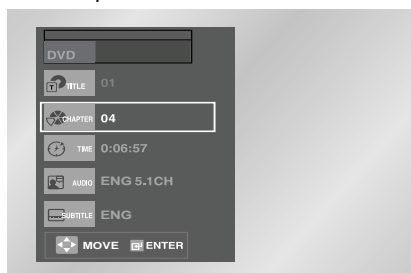 DVD
T TITLE 01
CHAPTER 04
TIME 0:06:57
AUDIO ENG 5.1CH
SUBTITLE ENG
MOVE ENTER